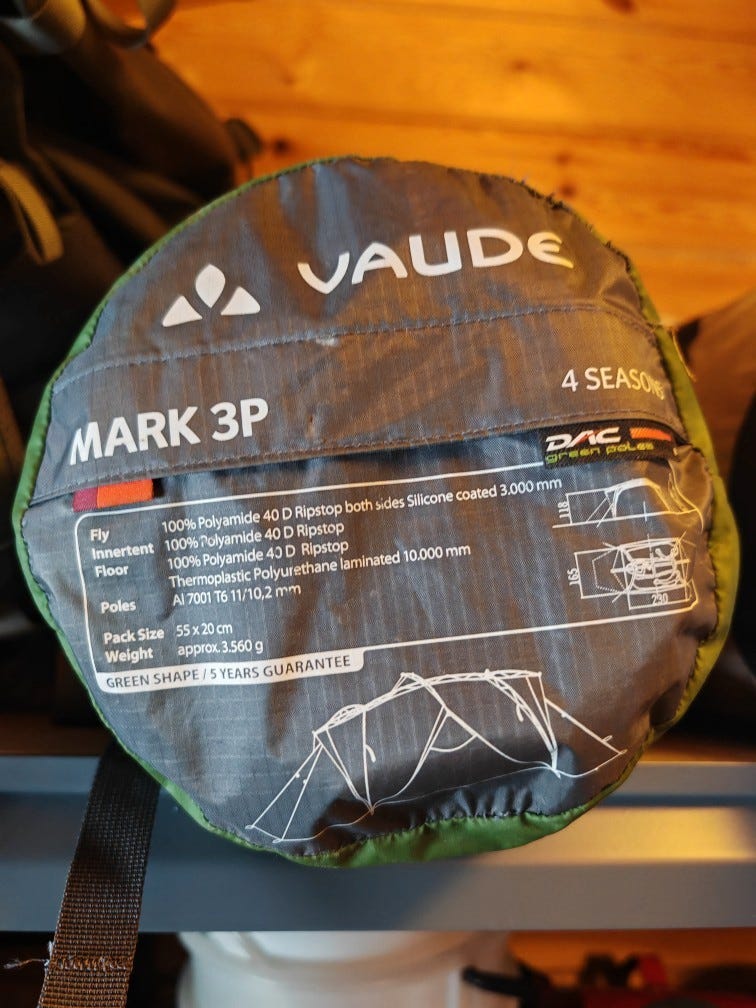 VAUDE
4 SEASONS
MARK 3P
DAC
green poles
Fly 100% Polyamide 40 D Ripstop both sides Silicone coated 3.000 mm
Innertent 100% Polyamide 40 D Ripstop
Floor 100% Polyamide 40 D Ripstop
Thermoplastic Polyurethane laminated 10.000 mm
Poles Al 7001 T6 11/10,2 mm
Pack Size 55 x 20 cm
Weight approx.3.560 g
GREEN SHAPE / 5 YEARS GUARANTEE
118
165
230